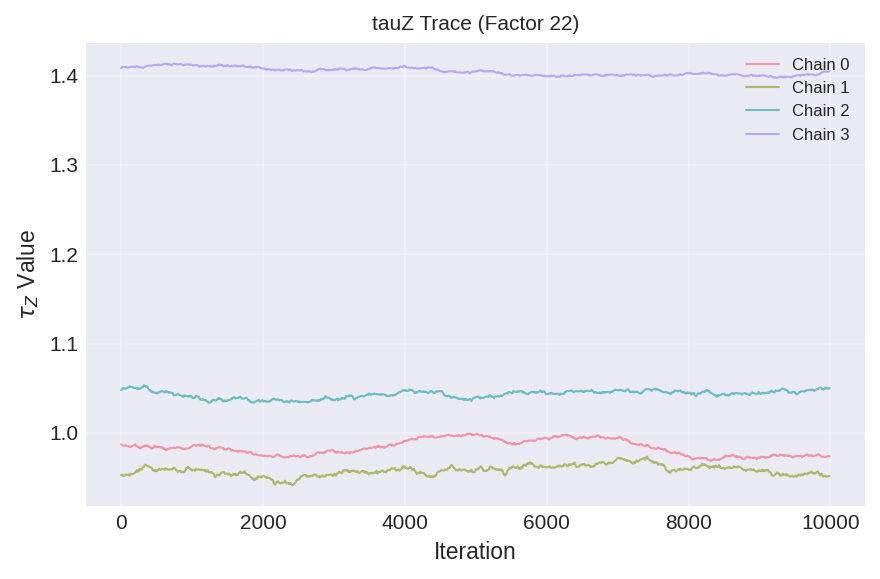 tauZ Trace (Factor 22)
1.4
1.3
1.2
1.1
1.0
τZ Value
Chain 0
Chain 1
Chain 2
Chain 3
0
2000
4000
6000
8000
10000
Iteration